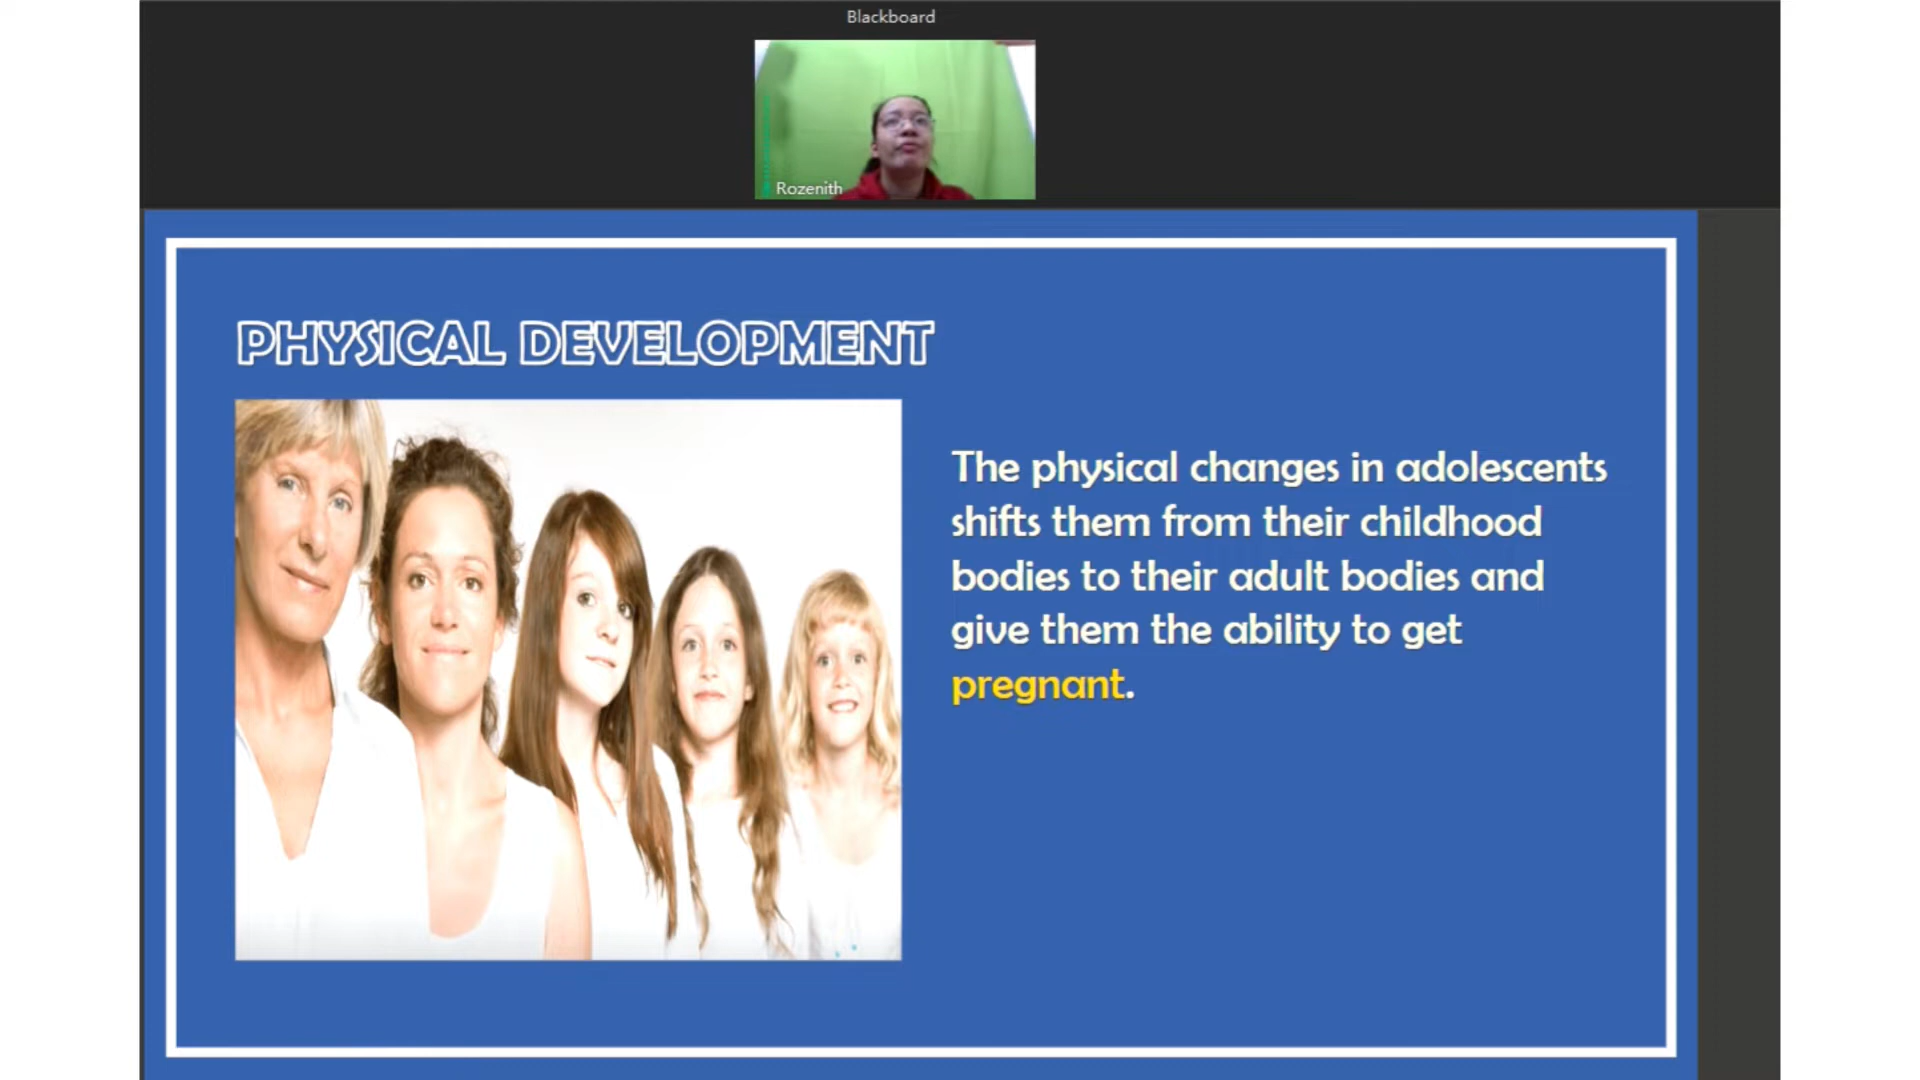 Blackboard
Rozenith
PHYSICAL DEVELOPMENT
The physical changes in adolescents
shifts them from their childhood
bodies to their adult bodies and
give them the ability to get
pregnant.